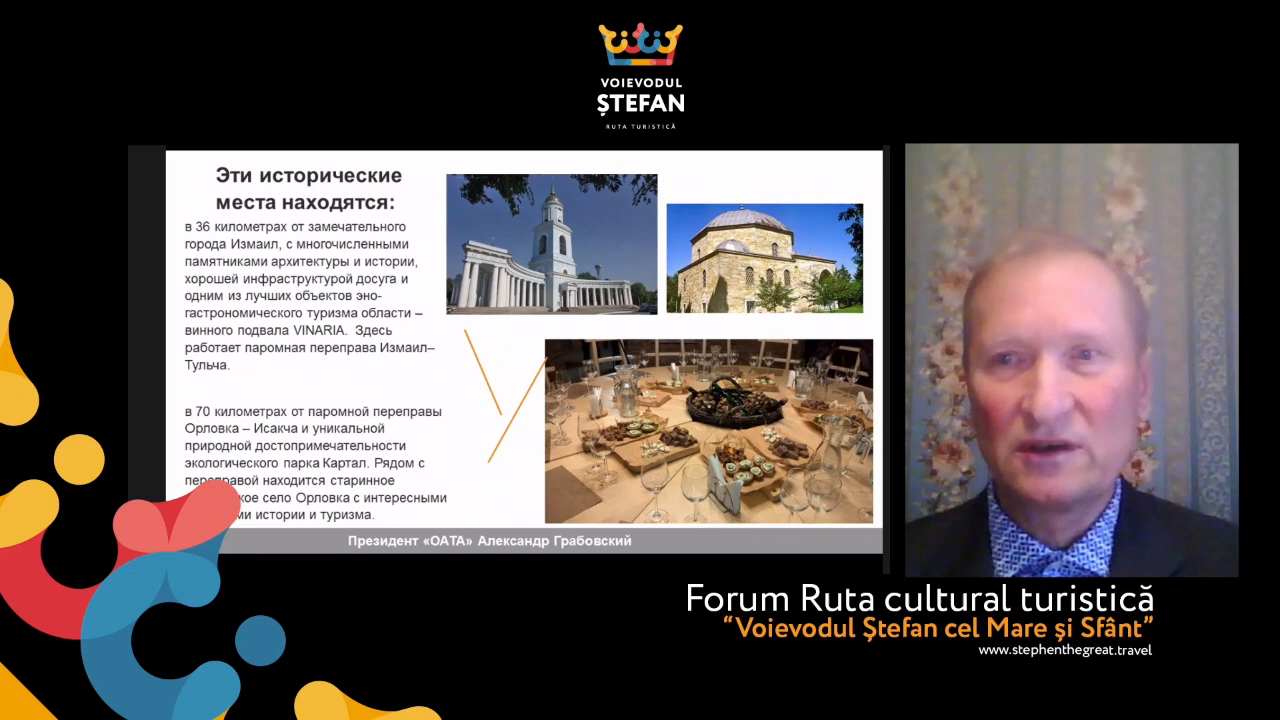 VOIEVODUL
ȘTEFAN
RUTA TURISTICĂ
Эти исторические
места находятся:
в 36 километрах от замечательного
города Измаил, с многочисленными
памятниками архитектуры и истории,
хорошей инфраструктурой досуга и
одним из лучших объектов эно-
гастрономического туризма области –
винного подвала VINARIA. Здесь
работает паромная переправа Измаил–
Тульча.
в 70 километрах от паромной переправы
Орловка – Исакча и уникальной
природной достопримечательности
экологического парка Картал. Рядом с
переправой находится старинное
село Орловка с интересными
истории и туризма.
Президент «ОАТА» Александр Грабовский
Forum Ruta cultural turistică
“Voievodul Ștefan cel Mare și Sfânt”
www.stephenthegreat.travel